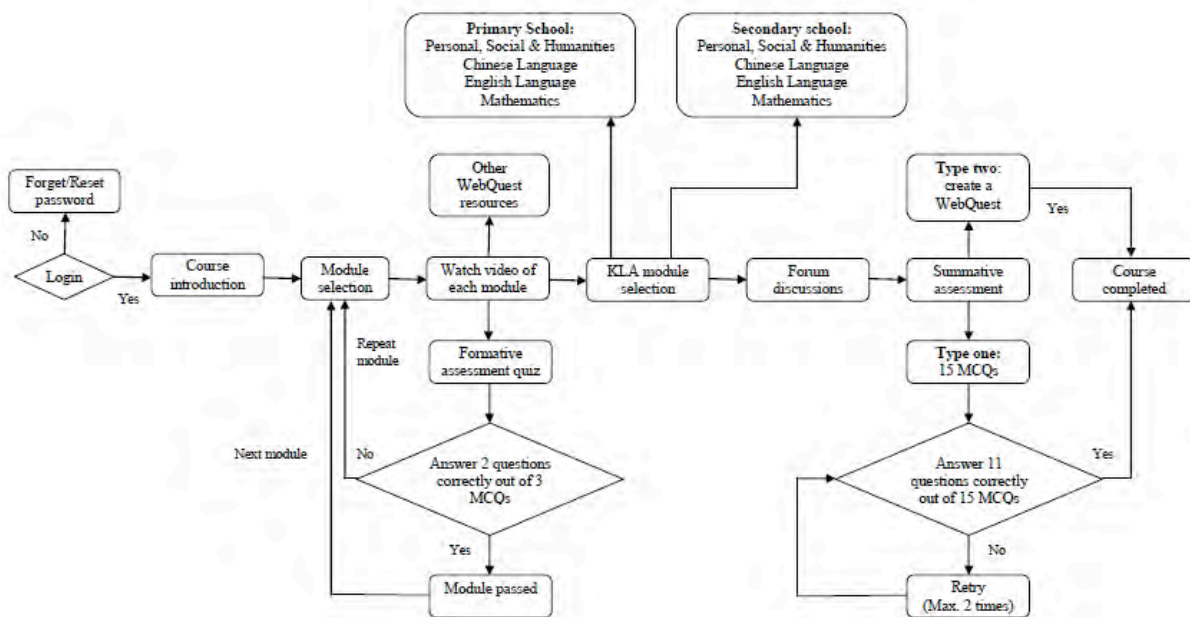 Primary School:
Personal, Social & Humanities
Chinese Language
English Language
Mathematics
Secondary school:
Personal, Social & Humanities
Chinese Language
English Language
Mathematics
Forget/Reset
password
Other
WebQuest
resources
Type two:
create a
WebQuest
Yes
No
Login
Yes
Course
introduction
Module
selection
Watch video of
each module
KLA module
selection
Forum
discussions
Summative
assessment
Course
completed
Repeat
module
Formative
assessment quiz
Type one:
15 MCQs
Next module
No
Answer 2 questions
correctly out of 3
MCQs
Yes
Module passed
Answer 11
questions correctly
out of 15 MCQs
Yes
No
Retry
(Max. 2 times)